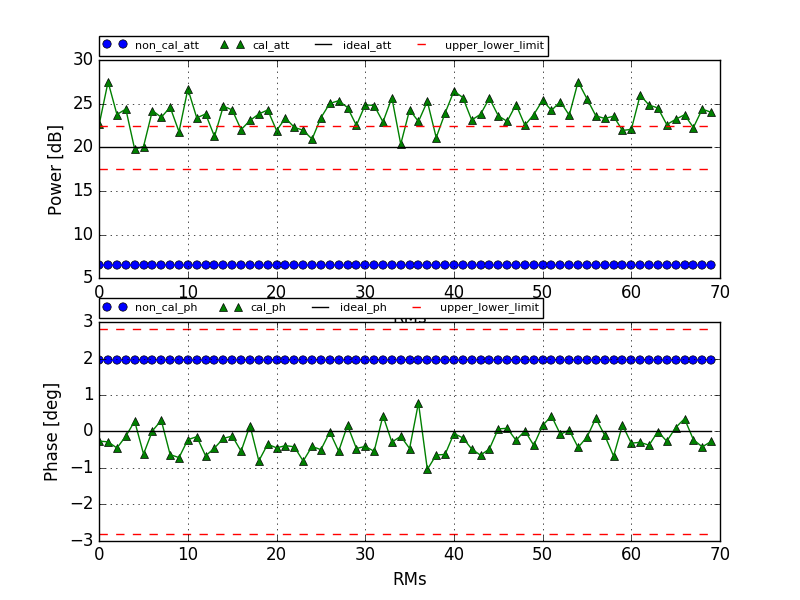 non_cal_att cal_att ideal_att upper_lower_limit
30
25
20
15
10
5
Power [dB]
0 10 20 30 40 50 60 70
non_cal_ph cal_ph ideal_ph upper_lower_limit
3
2
1
0
−1
−2
−3
Phase [deg]
0 10 20 30 40 50 60 70
RMs